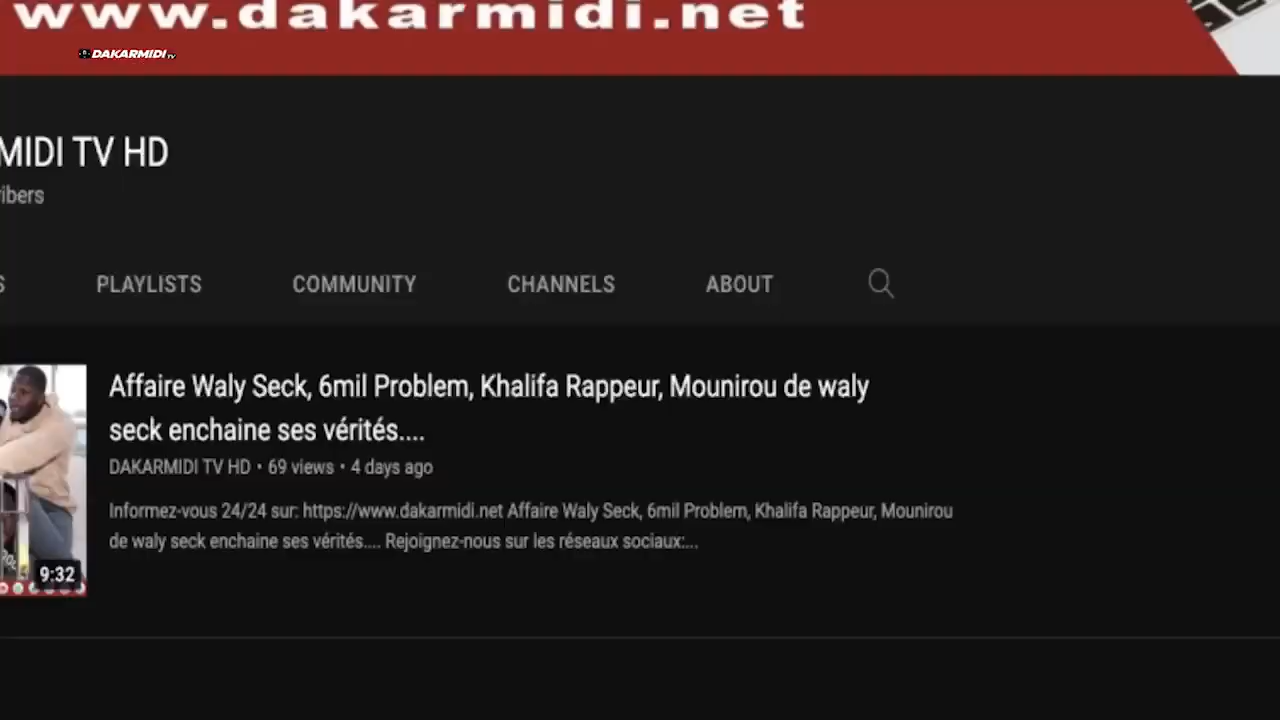 www.dakarmidi.net
DAKARMIDI TV
MIDI TV HD
ibers
S
PLAYLISTS
COMMUNITY
CHANNELS
ABOUT
Affaire Waly Seck, 6mil Problem, Khalifa Rappeur, Mounirou de waly
seck enchaine ses vérités....
DAKARMIDI TV HD • 69 views • 4 days ago
Informez-vous 24/24 sur: https://www.dakarmidi.net Affaire Waly Seck, 6mil Problem, Khalifa Rappeur, Mounirou
de waly seck enchaine ses vérités.... Rejoignez-nous sur les réseaux sociaux:...
9:32